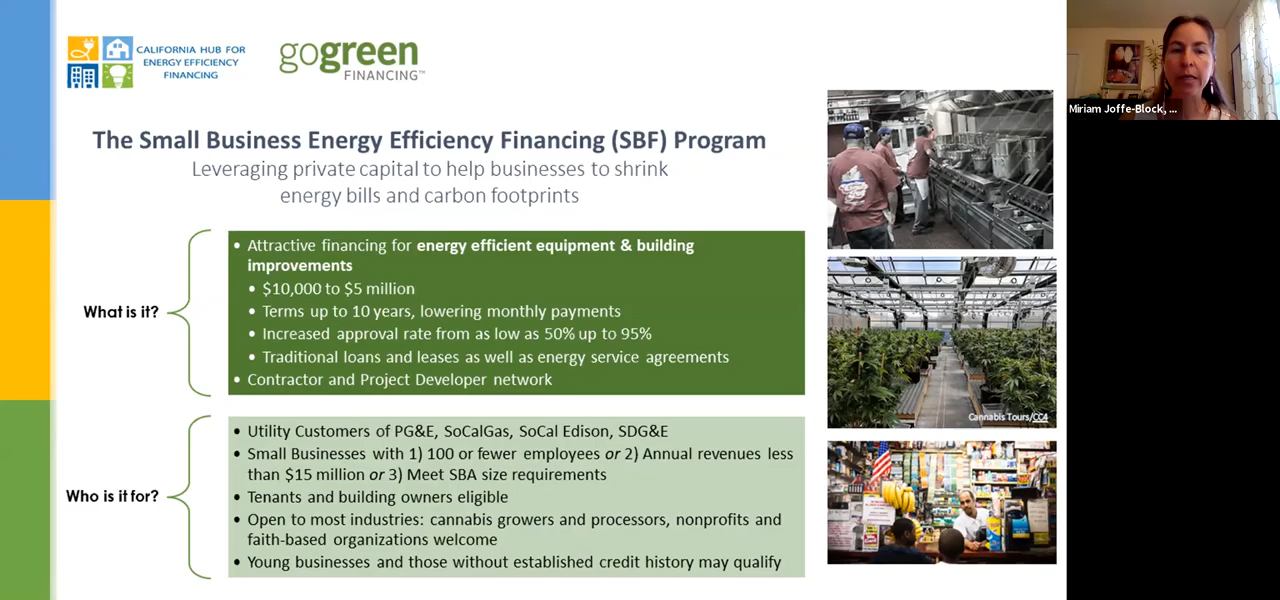 CALIFORNIA HUB FOR
ENERGY EFFICIENCY
FINANCING
gogreen
FINANCING™
Miriam Joffe-Block, ...
The Small Business Energy Efficiency Financing (SBF) Program
Leveraging private capital to help businesses to shrink
energy bills and carbon footprints
What is it?
• Attractive financing for energy efficient equipment & building
improvements
• $10,000 to $5 million
• Terms up to 10 years, lowering monthly payments
• Increased approval rate from as low as 50% up to 95%
• Traditional loans and leases as well as energy service agreements
• Contractor and Project Developer network
Cannabis Tours/CC4
Who is it for?
• Utility Customers of PG&E, SoCalGas, SoCal Edison, SDG&E
• Small Businesses with 1) 100 or fewer employees or 2) Annual revenues less
than $15 million or 3) Meet SBA size requirements
• Tenants and building owners eligible
• Open to most industries: cannabis growers and processors, nonprofits and
faith-based organizations welcome
• Young businesses and those without established credit history may qualify